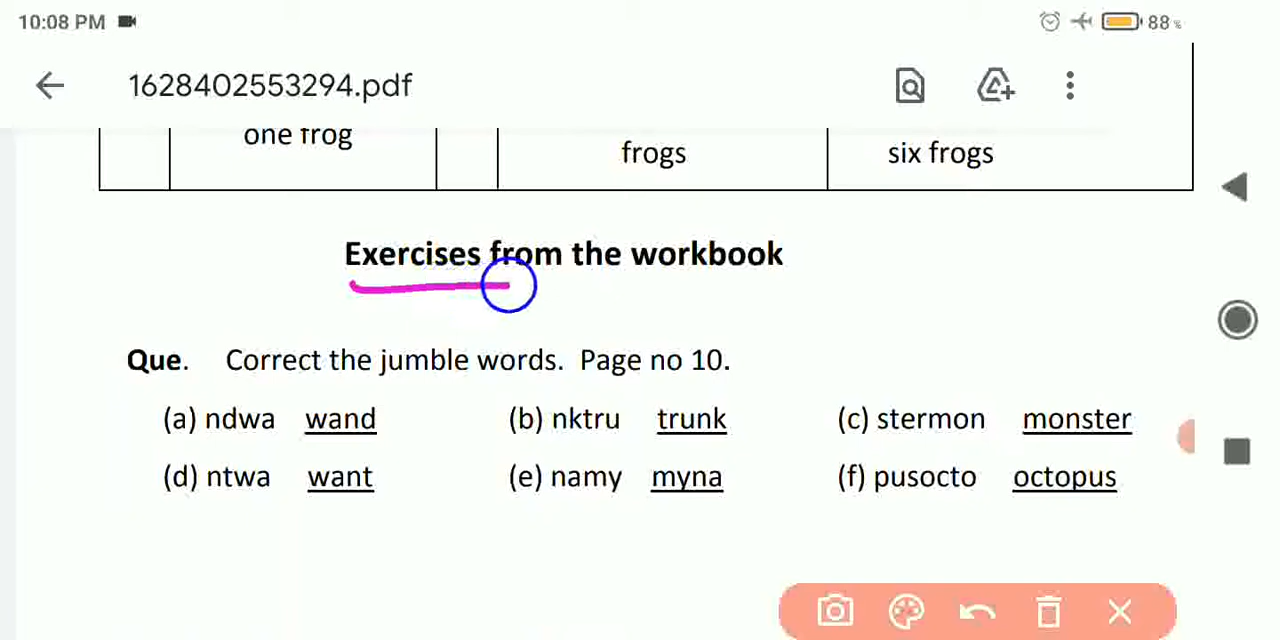 10:08 PM 88%
1628402553294.pdf
one frog frogs six frogs
Exercises from the workbook
Que. Correct the jumble words. Page no 10.
(a) ndwa wand (b) nktru trunk (c) stermon monster
(d) ntwa want (e) namy myna (f) pusocto octopus